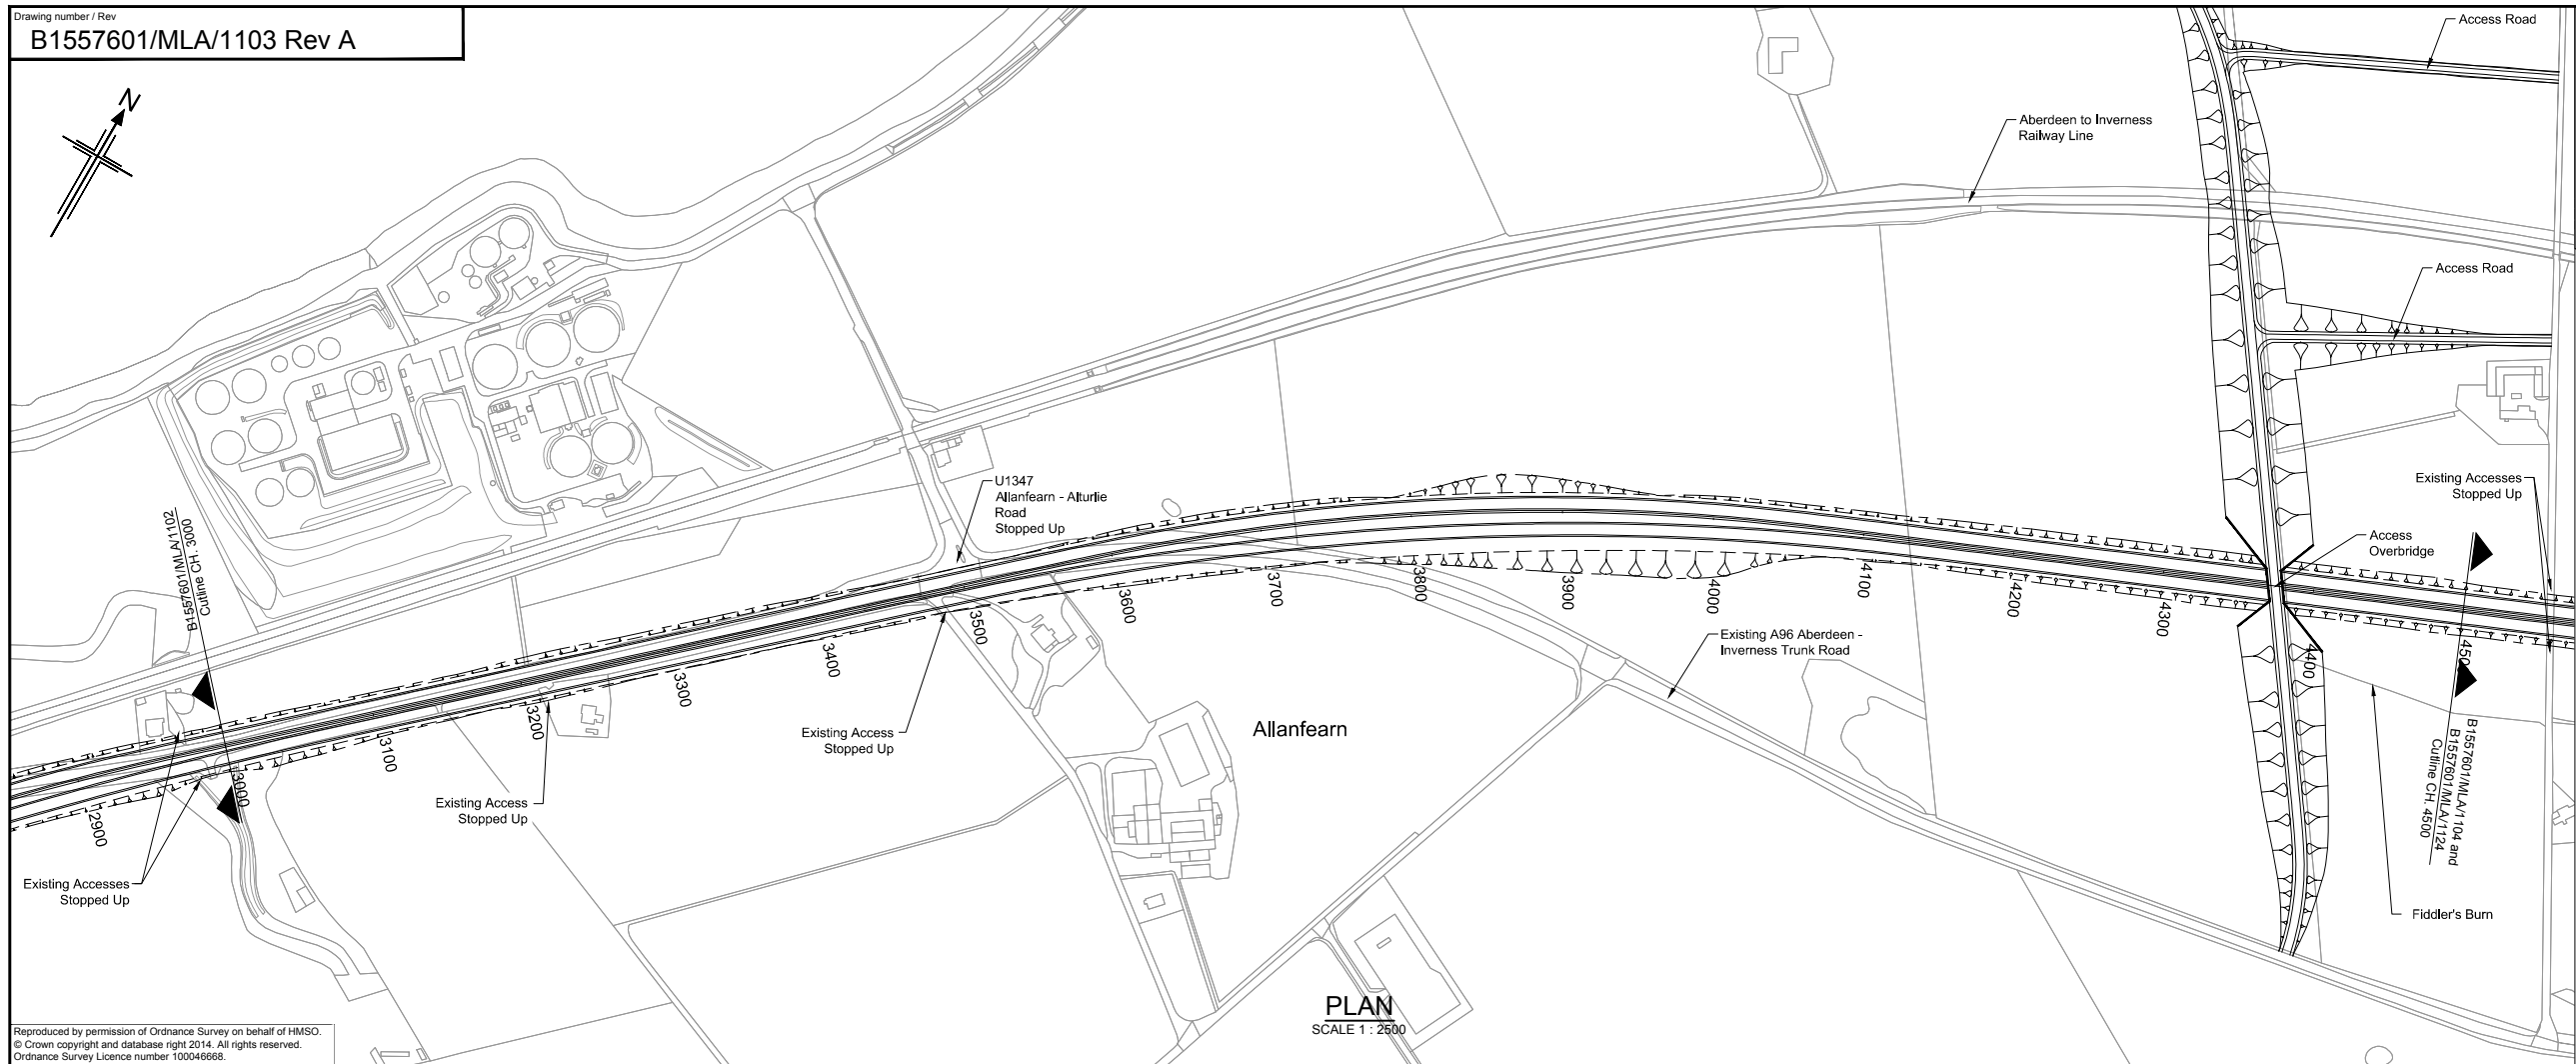 Drawing number / Rev
B1557601/MLA/1103 Rev A
N
Access Road
Aberdeen to Inverness
Railway Line
Access Road
U1347
Allanfearn - Alturlie
Road
Stopped Up
Existing Accesses
Stopped Up
Access
Overbridge
B1557601/MLA/1102
Cutline CH. 3000
Existing A96 Aberdeen -
Inverness Trunk Road
Existing Access
Stopped Up
Allanfearn
Existing Access
Stopped Up
Existing Accesses
Stopped Up
2900
3000
3100
3200
3300
3400
3500
3600
3700
3800
3900
4000
4100
4200
4300
4400
4500
B1557601/MLA/1104 and
B1557601/MLA/1124
Cutline CH. 4500
Fiddler's Burn
PLAN
SCALE 1 : 2500
Reproduced by permission of Ordnance Survey on behalf of HMSO.
© Crown copyright and database right 2014. All rights reserved.
Ordnance Survey Licence number 100046668.